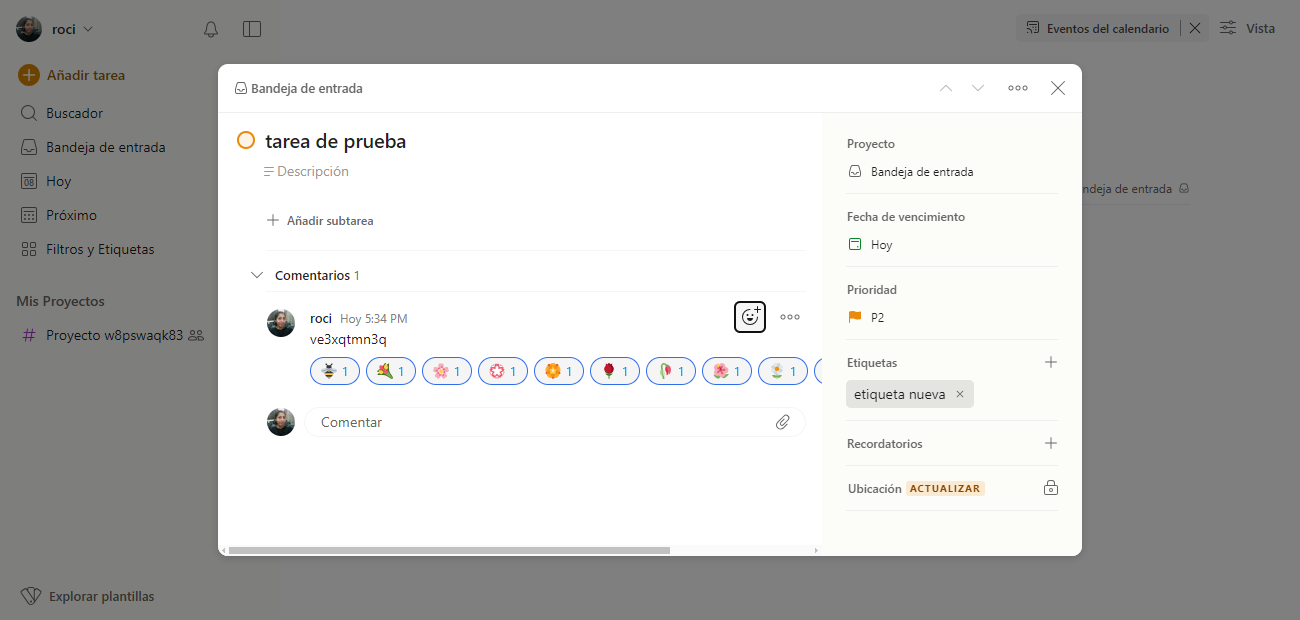 roci
Eventos del calendario
Vista
Añadir tarea
Buscador
Bandeja de entrada
08 Hoy
Próximo
Filtros y Etiquetas
Mis Proyectos
# Proyecto w8pswaqk83
Explorar plantillas
Bandeja de entrada
tarea de prueba
Descripción
Añadir subtarea
Comentarios 1
roci Hoy 5:34 PM
ve3xqtmn3q
1 1 1 1 1 1 1 1 1
Comentar
Proyecto
Bandeja de entrada
Fecha de vencimiento
Hoy
Prioridad
P2
Etiquetas
etiqueta nueva
Recordatorios
Ubicación ACTUALIZAR
ndeja de entrada